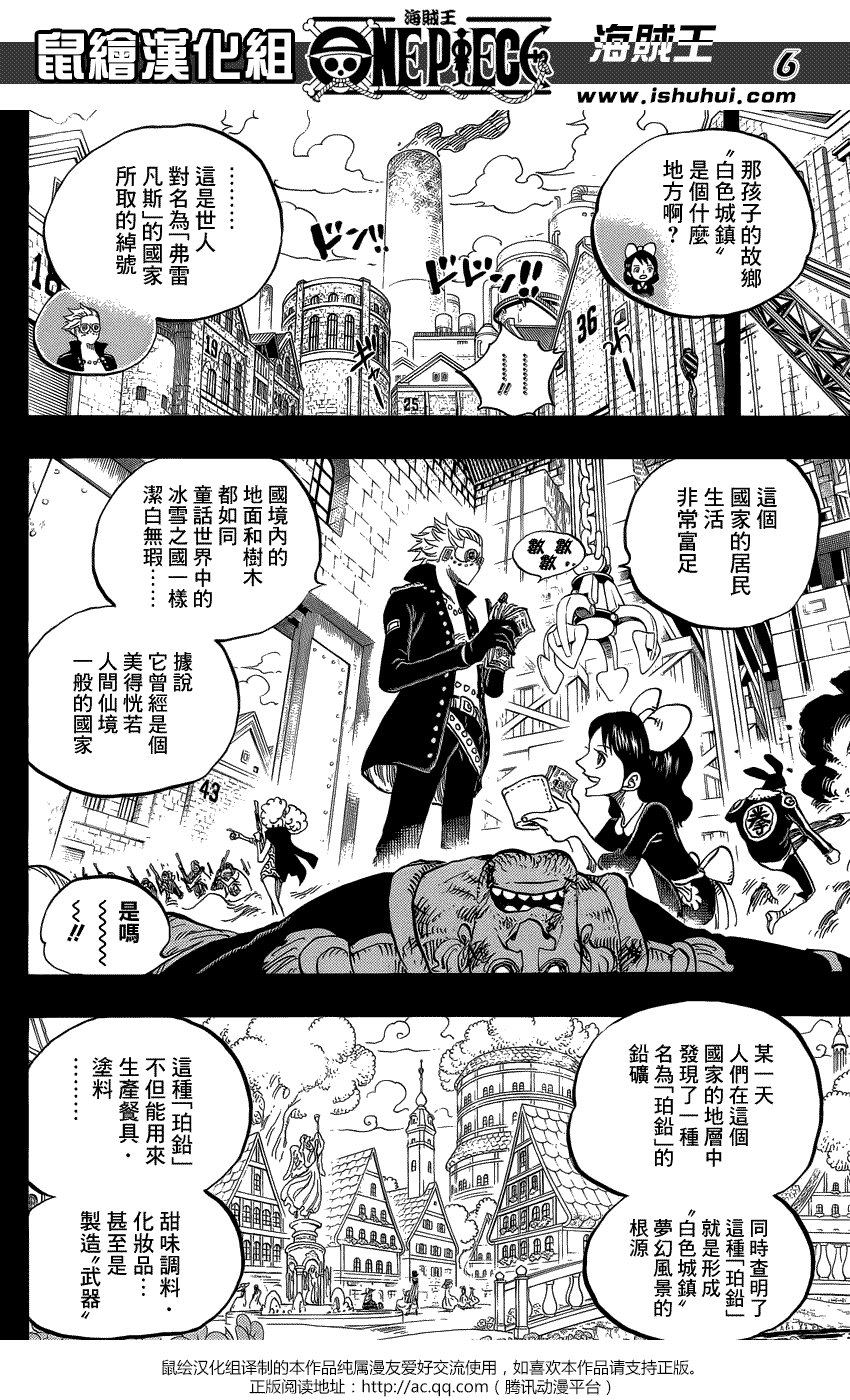 鼠繪漢化組
海賊王
ONE PIECE
海賊王
6
www.ishuhui.com
那孩子的故鄉
〝白色城鎮〞
是個什麼
地方啊？
………
這是世人
對名為「弗雷
凡斯」的國家
所取的綽號
ドンッ
ドドドン!!
ギャー
わー
36
18
19
25
這個
國家的居民
生活
非常富足
數數
數.
國境內的
地面和樹木
都如同
童話世界中的
冰雪之國一樣
潔白無瑕……
據說
它曾經是個
美得恍若
人間仙境
一般的國家
43
拳
是嗎
~~~~
~~!!
某一天
人們在這個
國家的地層中
發現了一種
名為「珀鉛」的
鉛礦
同時查明了
這種「珀鉛」
就是形成
〝白色城鎮〞
夢幻風景的
根源
這種「珀鉛」
不但能用來
生產餐具．
塗料
………
甜味調料．
化妝品…
甚至是
製造〝武器〞
鼠绘汉化组译制的本作品纯属漫友爱好交流使用，如喜欢本作品请支持正版。
正版阅读地址：http://ac.qq.com（腾讯动漫平台）